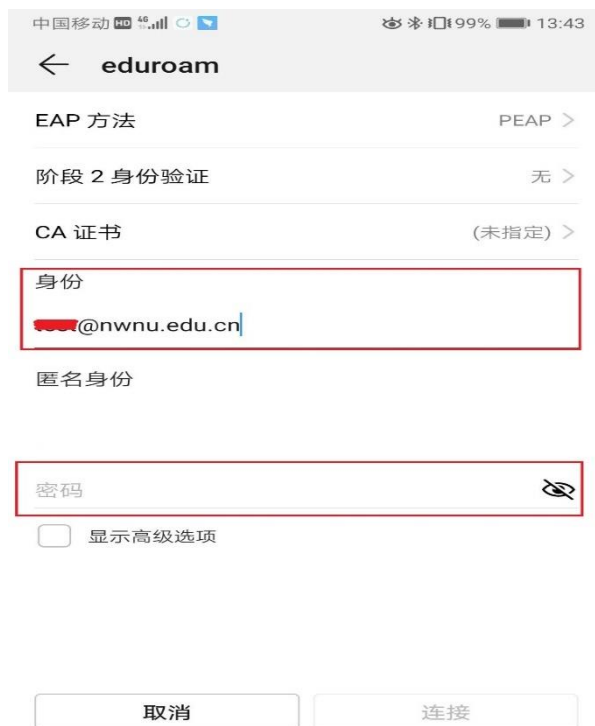 中国移动 HD 4G 99% 13:43
eduroam
EAP 方法 PEAP
阶段 2 身份验证 无
CA 证书 (未指定)
身份
@nwnu.edu.cn
匿名身份
密码
显示高级选项
取消 连接